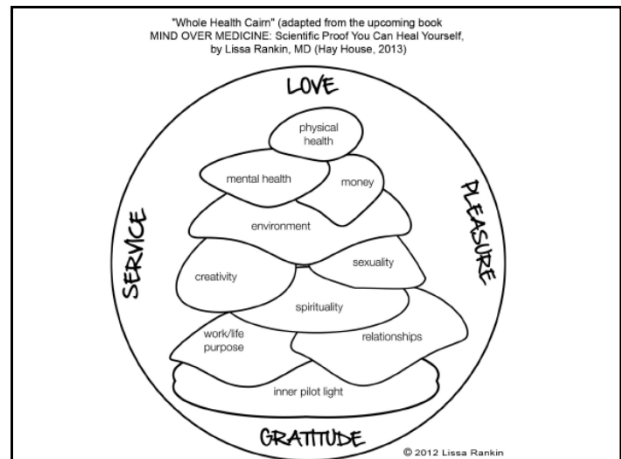 "Whole Health Cairn" (adapted from the upcoming book
MIND OVER MEDICINE: Scientific Proof You Can Heal Yourself,
by Lissa Rankin, MD (Hay House, 2013)
LOVE
physical
health
mental health
money
SERVICE
PLEASURE
environment
creativity
sexuality
spirituality
work/life
purpose
relationships
inner pilot light
GRATITUDE
© 2012 Lissa Rankin